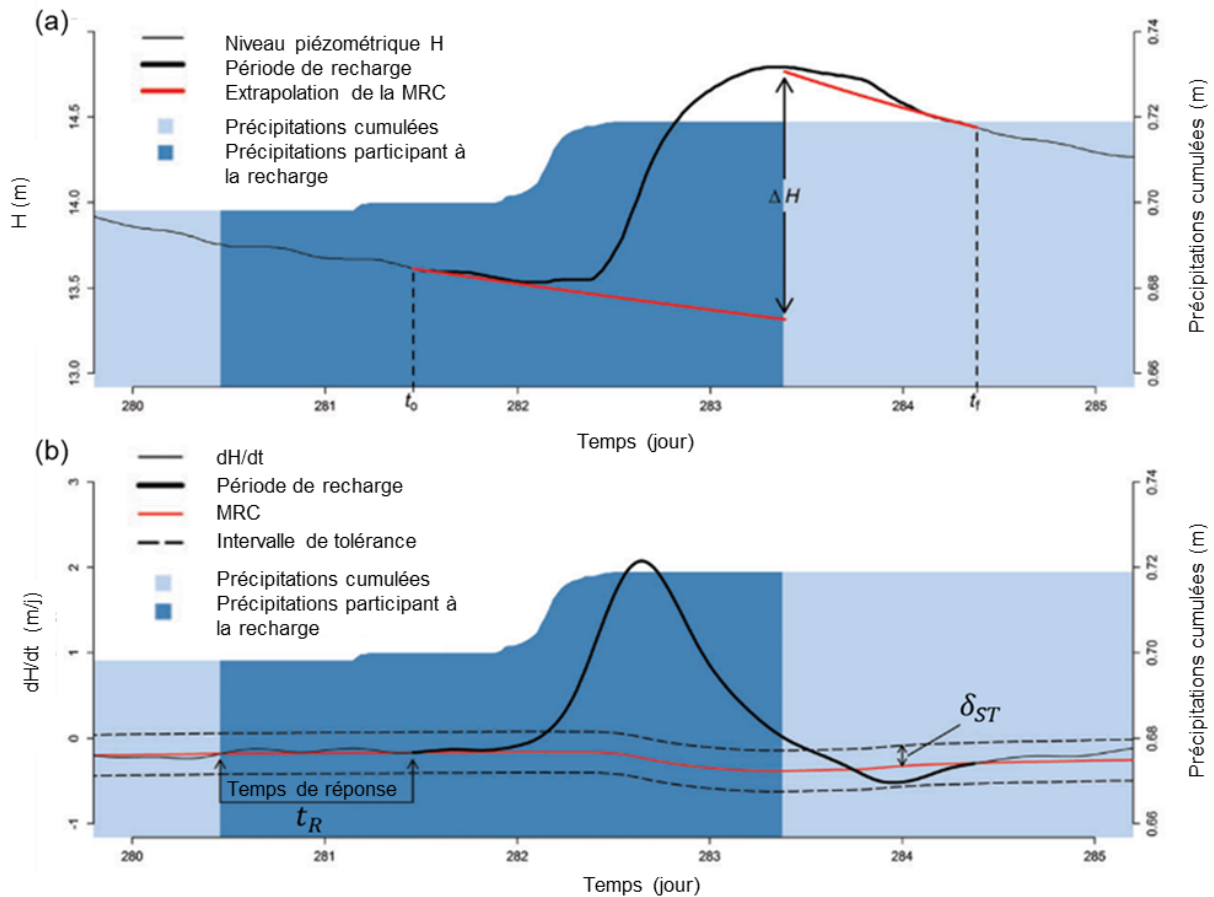 (a)
Niveau piézométrique H
Période de recharge
Extrapolation de la MRC
Précipitations cumulées
Précipitations participant à
la recharge
H (m)
14.5
14.0
13.5
13.0
Précipitations cumulées (m)
0.74
0.72
0.70
0.68
0.66
ΔH
280
281
t₀
282
283
284
t_f
285
Temps (jour)
(b)
dH/dt
Période de recharge
MRC
Intervalle de tolérance
Précipitations cumulées
Précipitations participant à
la recharge
dH/dt (m/j)
3
2
1
0
-1
Précipitations cumulées (m)
0.74
0.72
0.70
0.68
0.66
δ_ST
Temps de réponse
t_R
280
281
282
283
284
285
Temps (jour)